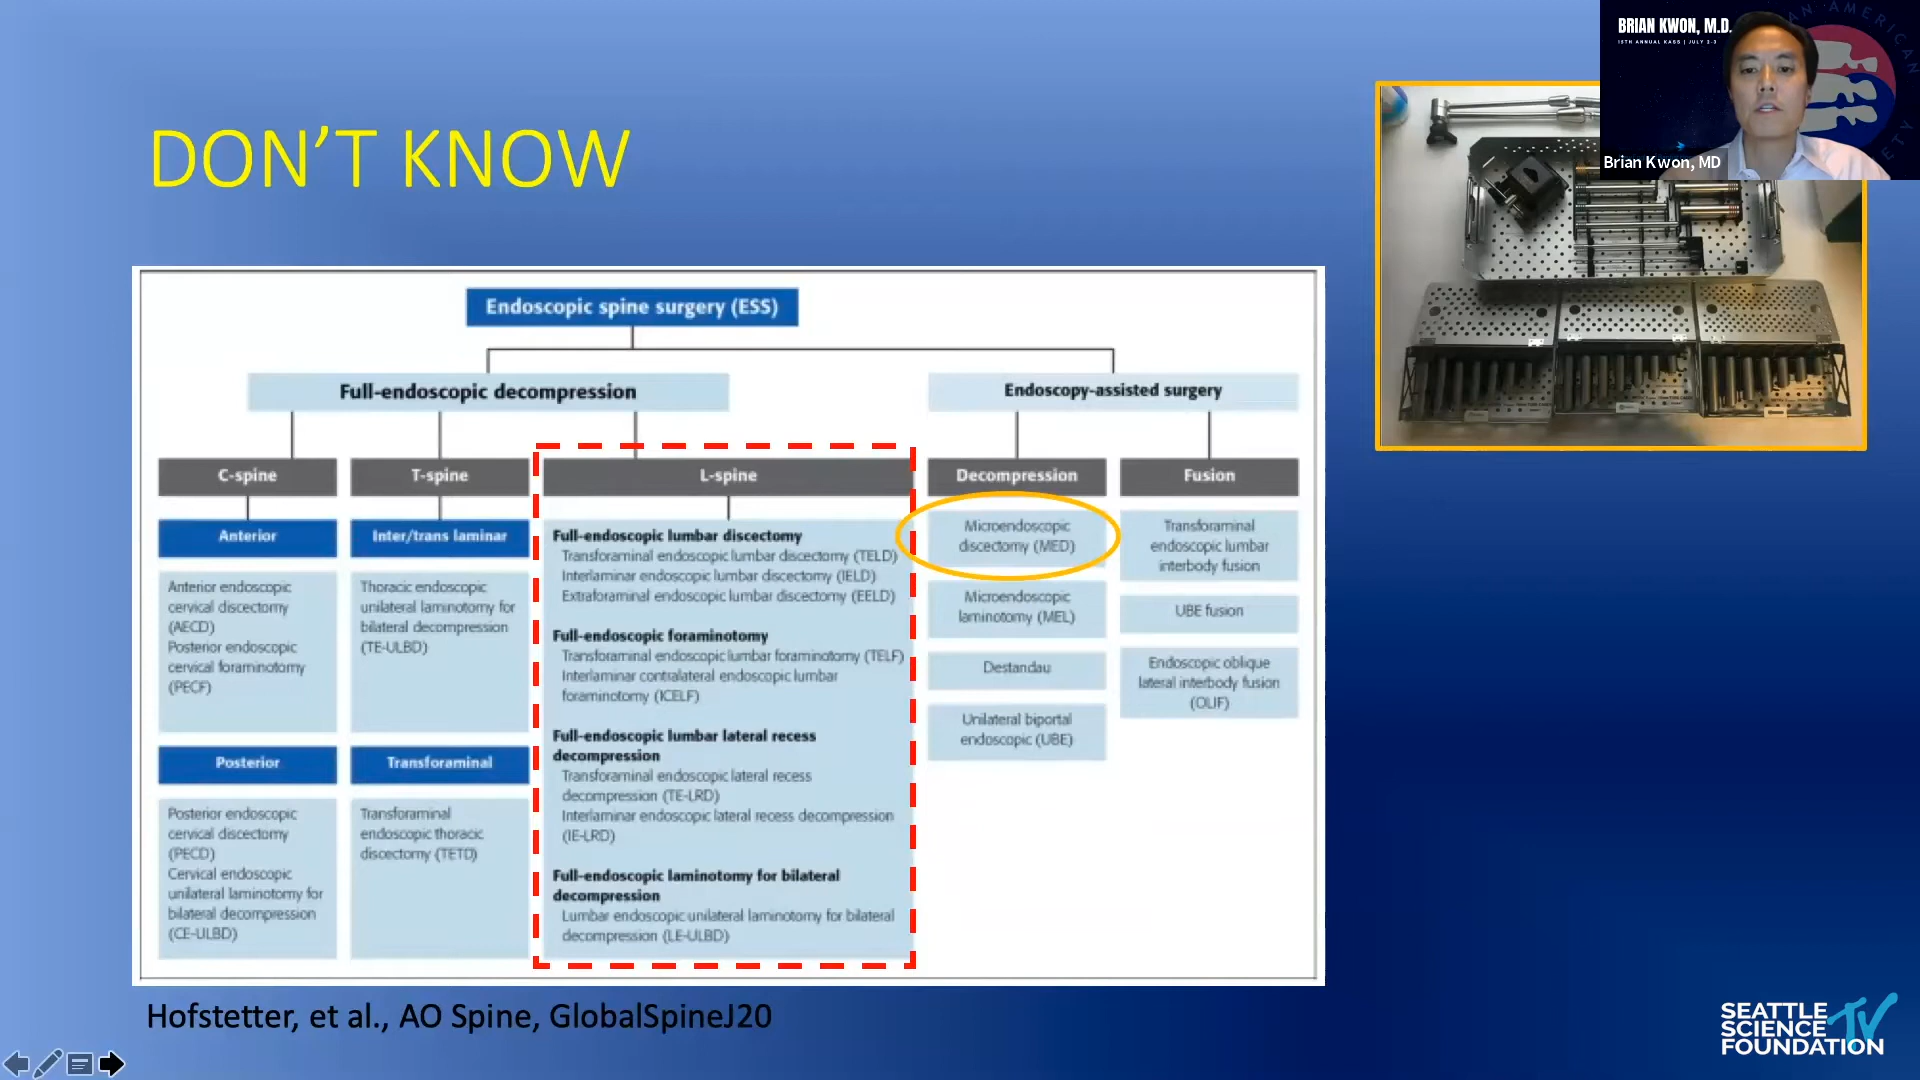 BRIAN KWON, M.D.
15TH ANNUAL KASS | JULY 2-3
Brian Kwon, MD
DON'T KNOW
Endoscopic spine surgery (ESS)
Full-endoscopic decompression
Endoscopy-assisted surgery
C-spine
T-spine
L-spine
Decompression
Fusion
Anterior
Anterior endoscopic
cervical discectomy
(AECD)
Posterior endoscopic
cervical foraminotomy
(PECF)
Posterior
Posterior endoscopic
cervical discectomy
(PECD)
Cervical endoscopic
unilateral laminotomy for
bilateral decompression
(CE-ULBD)
Inter/trans laminar
Thoracic endoscopic
unilateral laminotomy for
bilateral decompression
(TE-ULBD)
Transforaminal
Transforaminal
endoscopic thoracic
discectomy (TETD)
Full-endoscopic lumbar discectomy
Transforaminal endoscopic lumbar discectomy (TELD)
Interlaminar endoscopic lumbar discectomy (IELD)
Extraforaminal endoscopic lumbar discectomy (EELD)
Full-endoscopic foraminotomy
Transforaminal endoscopic lumbar foraminotomy (TELF)
Interlaminar contralateral endoscopic lumbar
foraminotomy (ICELF)
Full-endoscopic lumbar lateral recess
decompression
Transforaminal endoscopic lateral recess
decompression (TE-LRD)
Interlaminar endoscopic lateral recess decompression
(IE-LRD)
Full-endoscopic laminotomy for bilateral
decompression
Lumbar endoscopic unilateral laminotomy for bilateral
decompression (LE-ULBD)
Microendoscopic
discectomy (MED)
Microendoscopic
laminotomy (MEL)
Destandau
Unilateral biportal
endoscopic (UBE)
Transforaminal
endoscopic lumbar
interbody fusion
UBE fusion
Endoscopic oblique
lateral interbody fusion
(OLIF)
Hofstetter, et al., AO Spine, GlobalSpineJ20
SEATTLE
SCIENCE
FOUNDATION
TV